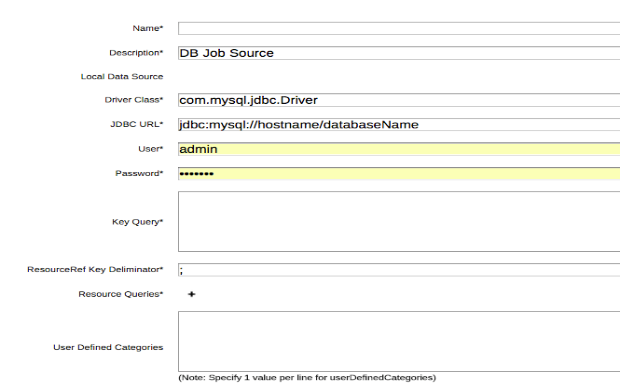 Name*
Description* DB Job Source
Local Data Source
Driver Class* com.mysql.jdbc.Driver
JDBC URL* jdbc:mysql://hostname/databaseName
User* admin
Password* •••••••
Key Query*
ResourceRef Key Deliminator* ;
Resource Queries* +
User Defined Categories
(Note: Specify 1 value per line for userDefinedCategories)